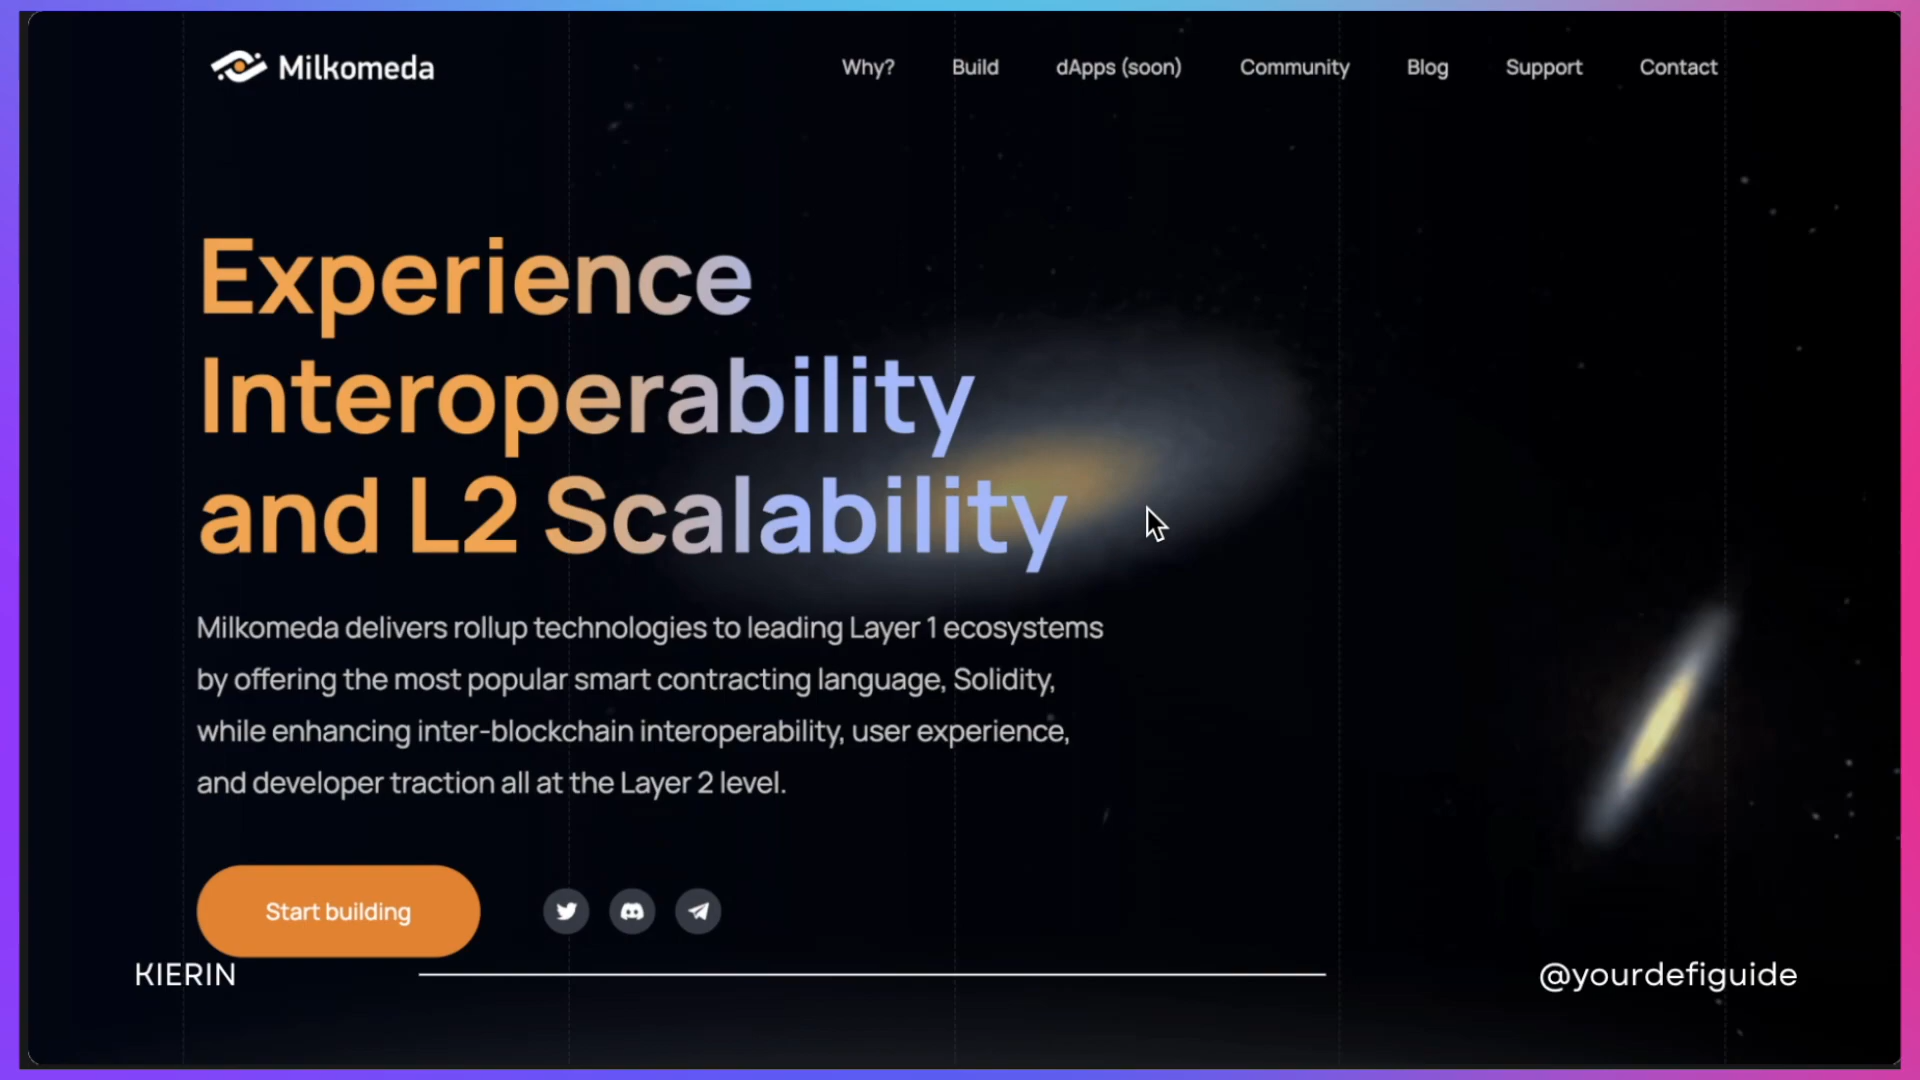 Milkomeda
Why? Build dApps (soon) Community Blog Support Contact
Experience
Interoperability
and L2 Scalability
Milkomeda delivers rollup technologies to leading Layer 1 ecosystems
by offering the most popular smart contracting language, Solidity,
while enhancing inter-blockchain interoperability, user experience,
and developer traction all at the Layer 2 level.
Start building
KIERIN
@yourdefiguide